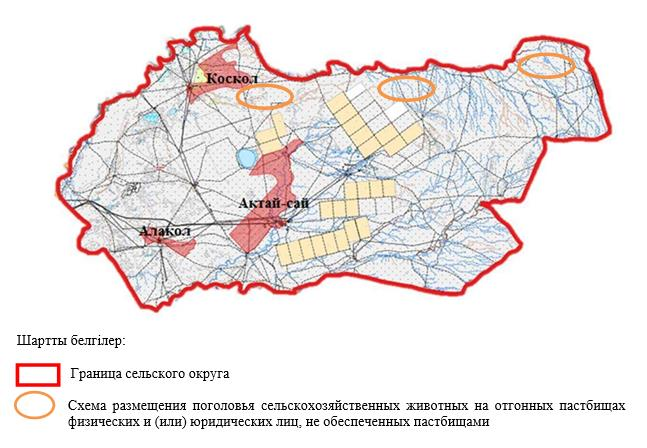 Коскол
Актай-сай
Алакол
Шартты белгілер:
Граница сельского округа
Схема размещения поголовья сельскохозяйственных животных на отгонных пастбищах
физических и (или) юридических лиц, не обеспеченных пастбищами